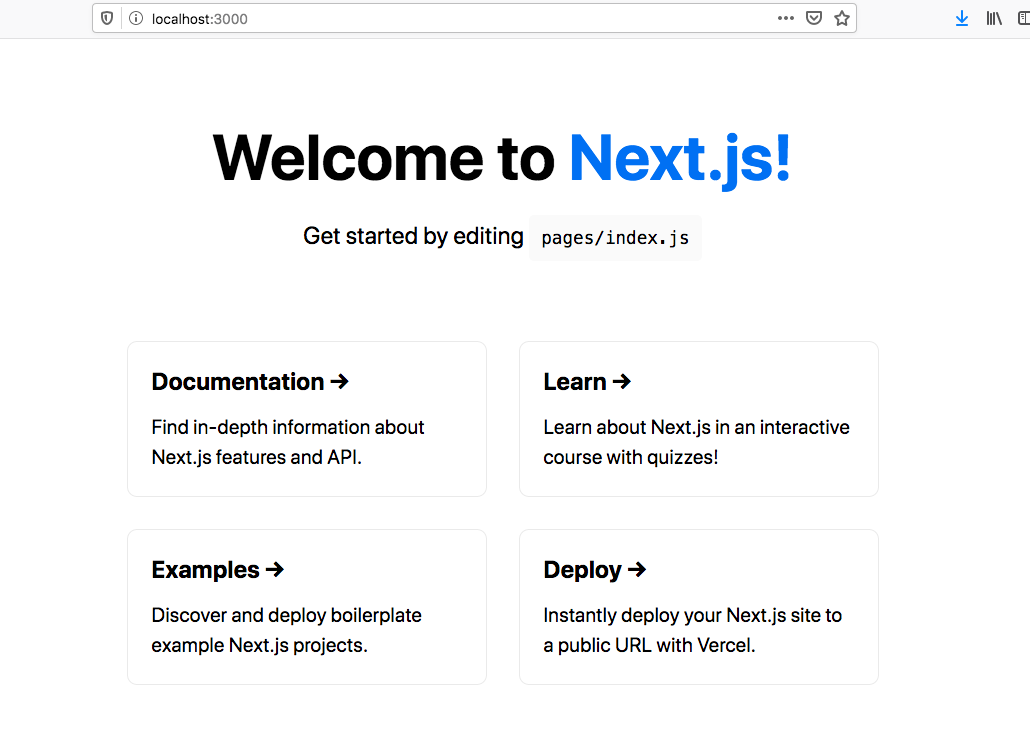 localhost:3000
Welcome to Next.js!
Get started by editing pages/index.js
Documentation →
Find in-depth information about
Next.js features and API.
Learn →
Learn about Next.js in an interactive
course with quizzes!
Examples →
Discover and deploy boilerplate
example Next.js projects.
Deploy →
Instantly deploy your Next.js site to
a public URL with Vercel.